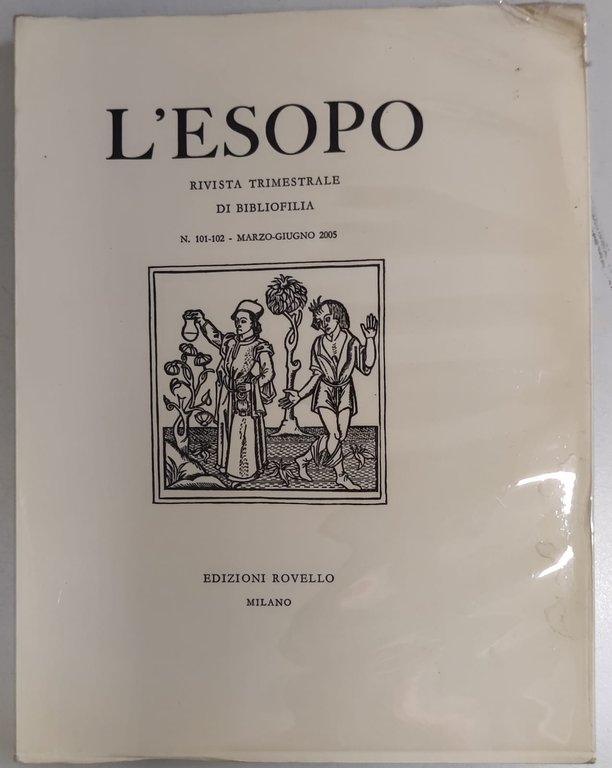 L'ESOPO
RIVISTA TRIMESTRALE
DI BIBLIOFILIA
N. 101-102 - MARZO-GIUGNO 2005
EDIZIONI ROVELLO
MILANO